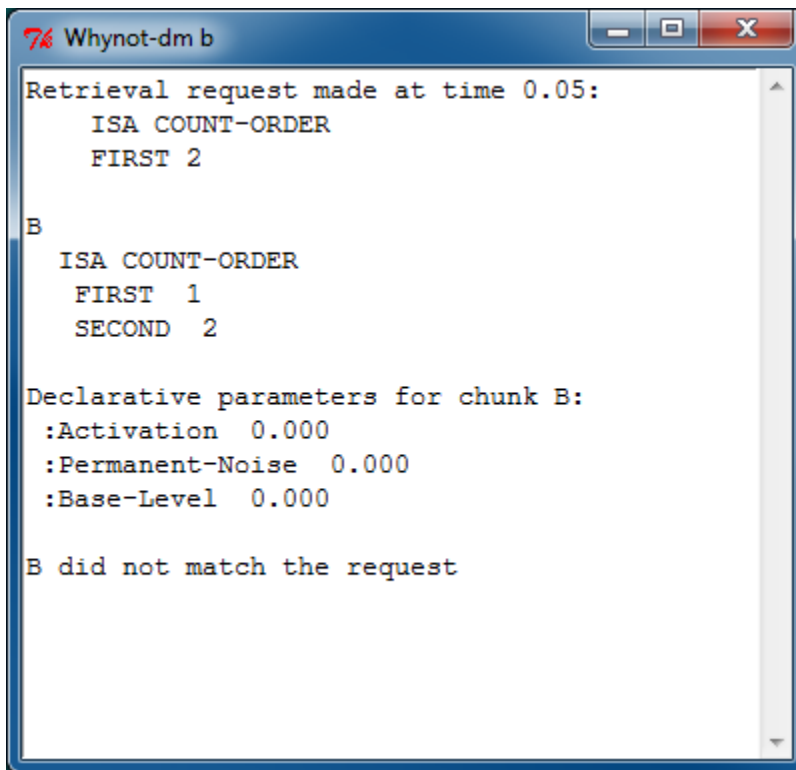 Whynot-dm b
Retrieval request made at time 0.05:
    ISA COUNT-ORDER
    FIRST 2

B
  ISA COUNT-ORDER
   FIRST  1
   SECOND  2

Declarative parameters for chunk B:
 :Activation  0.000
 :Permanent-Noise  0.000
 :Base-Level  0.000

B did not match the request